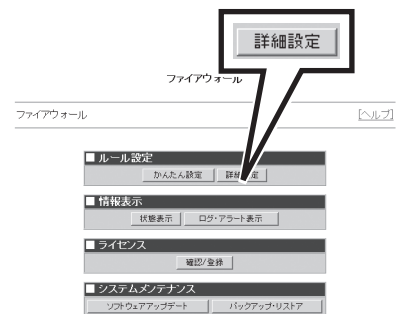 詳細設定
ファイアウォール
ファイアウォール [ヘルプ]
■ ルール設定
かんたん設定 詳細設定
■ 情報表示
状態表示 ログ・アラート表示
■ ライセンス
確認/登録
■ システムメンテナンス
ソフトウェアアップデート バックアップ・リストア